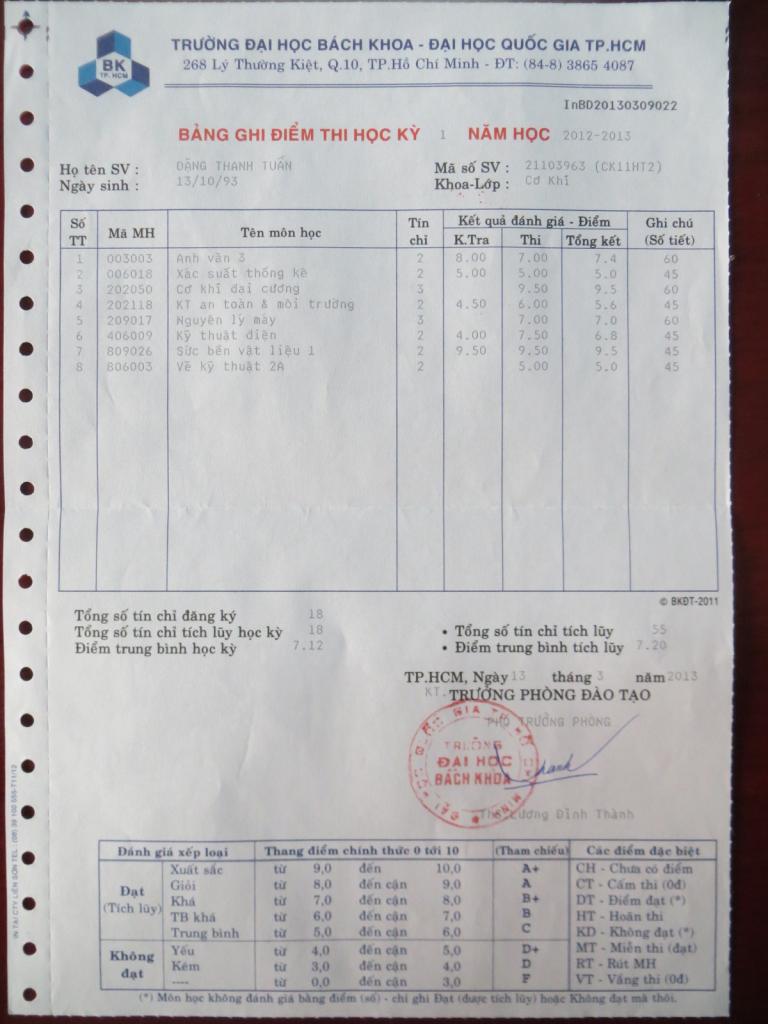 BK
TP. HCM
TRƯỜNG ĐẠI HỌC BÁCH KHOA - ĐẠI HỌC QUỐC GIA TP.HCM
268 Lý Thường Kiệt, Q.10, TP.Hồ Chí Minh - ĐT: (84-8) 3865 4087
InBD20130309022
BẢNG GHI ĐIỂM THI HỌC KỲ 1 NĂM HỌC 2012-2013
Họ tên SV : ĐẶNG THANH TUẤN Mã số SV : 21103963 (CK11HT2)
Ngày sinh : 13/10/93 Khoa-Lớp : Cơ Khí
Số TT Mã MH Tên môn học Tín chỉ Kết quả đánh giá - Điểm Ghi chú (Số tiết)
K.Tra Thi Tổng kết
1 003003 Anh văn 3 2 8.00 7.00 7.4 60
2 006018 Xác suất thống kê 2 5.00 5.00 5.0 45
3 202050 Cơ khí đại cương 3 9.50 9.5 60
4 202118 KT an toàn & môi trường 2 4.50 6.00 5.6 45
5 209017 Nguyên lý máy 3 7.00 7.0 60
6 406009 Kỹ thuật điện 2 4.00 7.50 6.8 45
7 809026 Sức bền vật liệu 1 2 9.50 9.50 9.5 45
8 806003 Vẽ kỹ thuật 2A 2 5.00 5.0 45
© BKĐT-2011
Tổng số tín chỉ đăng ký 18
Tổng số tín chỉ tích lũy học kỳ 18 • Tổng số tín chỉ tích lũy 55
Điểm trung bình học kỳ 7.12 • Điểm trung bình tích lũy 7.20
TP.HCM, Ngày 13 tháng 3 năm 2013
KT. TRƯỞNG PHÒNG ĐÀO TẠO
PHÓ TRƯỞNG PHÒNG
TRƯỜNG
ĐẠI HỌC
BÁCH KHOA
Lương Đình Thành
Đánh giá xếp loại Thang điểm chính thức 0 tới 10 (Tham chiếu) Các điểm đặc biệt
Đạt (Tích lũy) Xuất sắc từ 9,0 đến 10,0 A+ CH - Chưa có điểm
Giỏi từ 8,0 đến cận 9,0 A CT - Cấm thi (0đ)
Khá từ 7,0 đến cận 8,0 B+ DT - Điểm đạt (*)
TB khá từ 6,0 đến cận 7,0 B HT - Hoãn thi
Trung bình từ 5,0 đến cận 6,0 C KD - Không đạt (*)
Không đạt Yếu từ 4,0 đến cận 5,0 D+ MT - Miễn thi (đạt)
Kém từ 3,0 đến cận 4,0 D RT - Rút MH
---- từ 0,0 đến cận 3,0 F VT - Vắng thi (0đ)
(*) Môn học không đánh giá bằng điểm (số) - chỉ ghi Đạt (được tích lũy) hoặc Không đạt mà thôi.